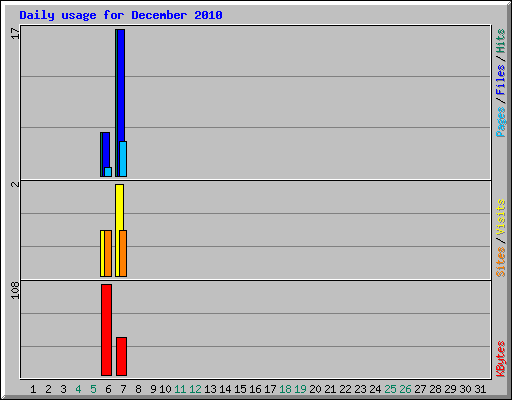 Daily usage for December 2010
17
2
108
Pages / Files / Hits
Sites / Visits
KBytes
1 2 3 4 5 6 7 8 9 10 11 12 13 14 15 16 17 18 19 20 21 22 23 24 25 26 27 28 29 30 31